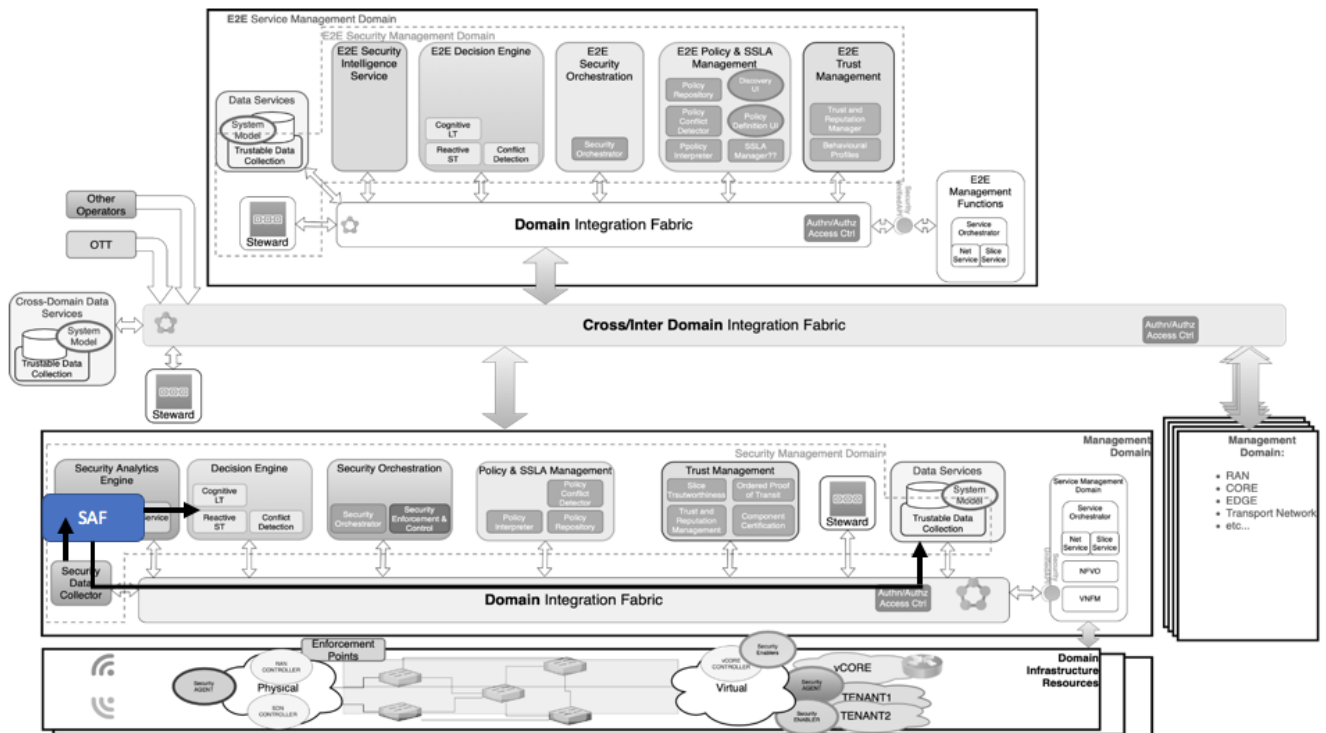 E2E Service Management Domain
E2E Security Management Domain
E2E Security
Intelligence
Service
E2E Decision Engine
Cognitive
LT
Reactive
ST
Conflict
Detection
E2E
Security
Orchestration
Security
Orchestrator
E2E Policy & SSLA
Management
Policy
Repository
Discovery
UI
Policy
Conflict
Detector
Policy
Definition UI
Ppolicy
Interpreter
SSLA
Manager??
E2E
Trust
Management
Trust and
Reputation
Manager
Behavioural
Profiles
Data Services
System
Model
Trustable Data
Collection
Steward
Domain Integration Fabric
Authn/Authz
Access Ctrl
Security
E2E
Management
Functions
Service
Orchestrator
Net
Service
Slice
Service
Other
Operators
OTT
Cross-Domain Data
Services
System
Model
Trustable Data
Collection
Steward
Cross/Inter Domain Integration Fabric
Authn/Authz
Access Ctrl
Management
Domain
Security Management Domain
Security Analytics
Engine
Service
SAF
Security
Data
Collector
Decision Engine
Cognitive
LT
Reactive
ST
Conflict
Detection
Security Orchestration
Security
Orchestrator
Security
Enforcement &
Control
Policy & SSLA Management
Policy
Conflict
Detector
Policy
Interpreter
Policy
Repository
Trust Management
Slice
Trautworthiness
Ordered Proof
of Transit
Trust and
Reputation
Management
Component
Certification
Steward
Data Services
System
Model
Trustable Data
Collection
Domain Integration Fabric
Authn/Authz
Access Ctrl
Security
Service Management
Domain
Service
Orchestrator
Net
Service
Slice
Service
NFVO
VNFM
Management
Domain:
• RAN
• CORE
• EDGE
• Transport Network
• etc...
Enforcement
Points
Security
AGENT
RAN
CONTROLLER
Physical
SDN
CONTROLLER
vCORE
CONTROLLER
Virtual
Security
Enablers
vCORE
Security
AGENT
TENANT1
Security
ENABLER
TENANT2
Domain
Infrastructure
Resources